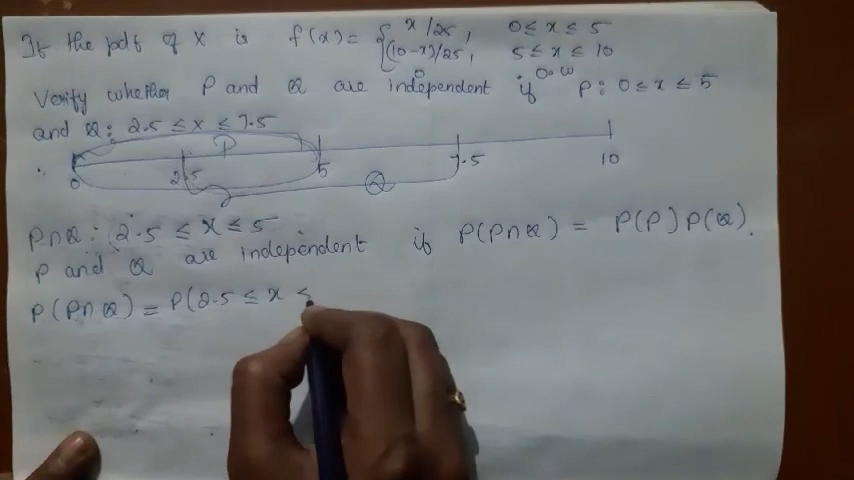 If the pdf of X is f(x) = { x/25, 0 ≤ x ≤ 5
(10-x)/25, 5 ≤ x ≤ 10
0 o.w
Verify whether P and Q are independent if P: 0 ≤ x ≤ 5
and Q: 2.5 ≤ x ≤ 7.5
P
0 2.5 5 7.5 10
Q
P∩Q: 2.5 ≤ x ≤ 5
P and Q are independent if P(P∩Q) = P(P)P(Q).
P(P∩Q) = P(2.5 ≤ x ≤